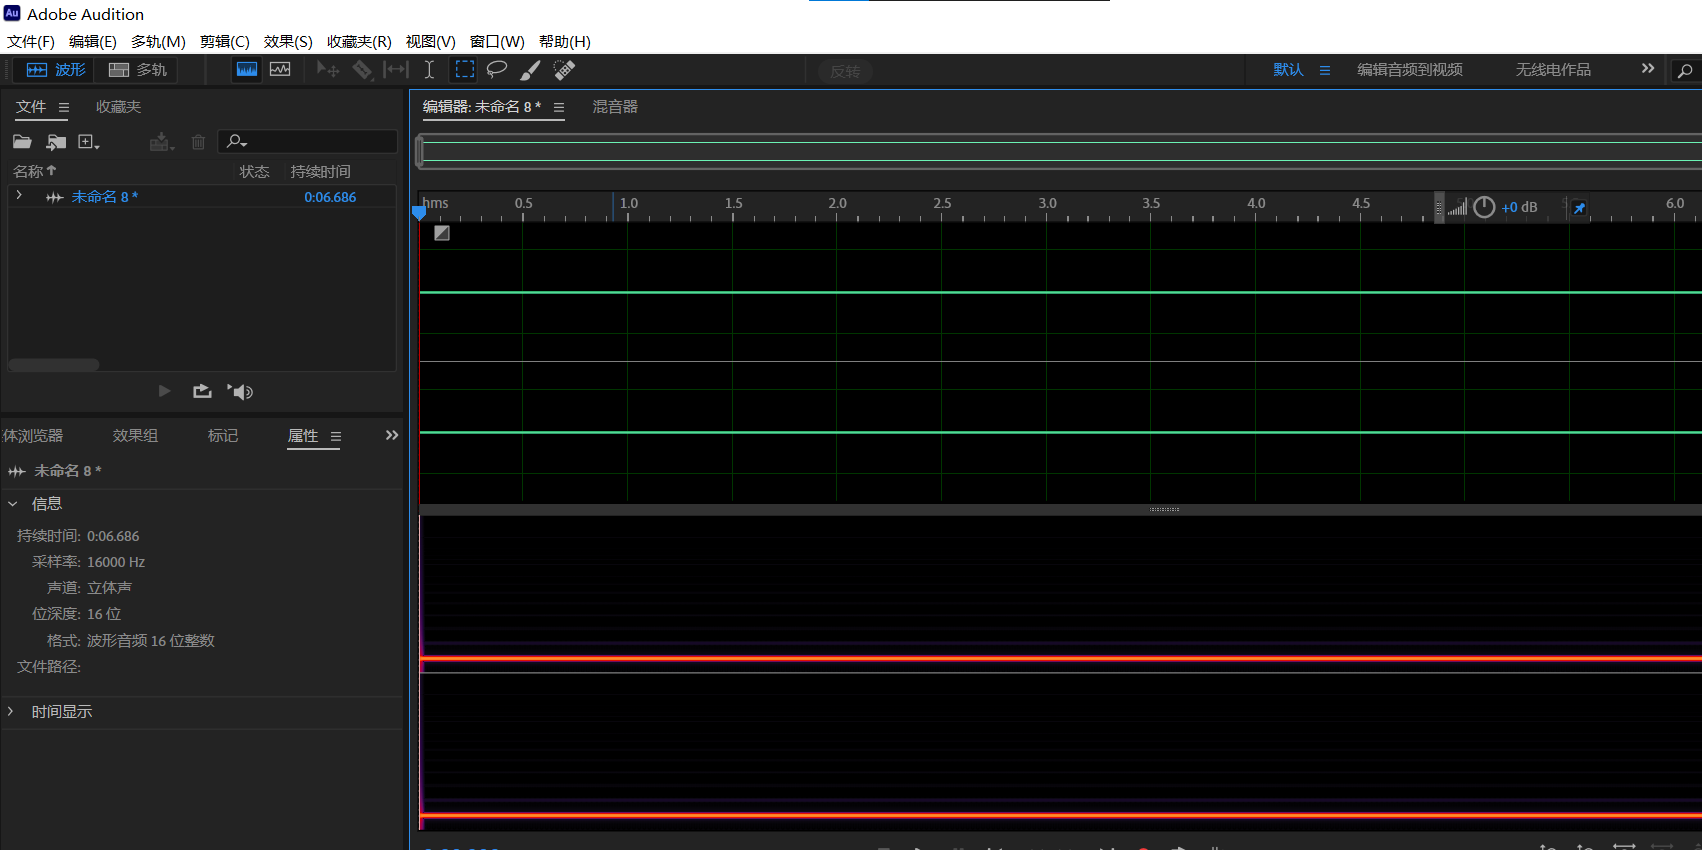 Au Adobe Audition
文件(F) 编辑(E) 多轨(M) 剪辑(C) 效果(S) 收藏夹(R) 视图(V) 窗口(W) 帮助(H)
波形 多轨 反转 默认 编辑音频到视频 无线电作品
文件 收藏夹
名称 状态 持续时间
未命名 8 * 0:06.686
体浏览器 效果组 标记 属性
未命名 8 *
信息
持续时间: 0:06.686
采样率: 16000 Hz
声道: 立体声
位深度: 16 位
格式: 波形音频 16 位整数
文件路径:
时间显示
编辑器: 未命名 8 * 混音器
hms 0.5 1.0 1.5 2.0 2.5 3.0 3.5 4.0 4.5 6.0
+0 dB